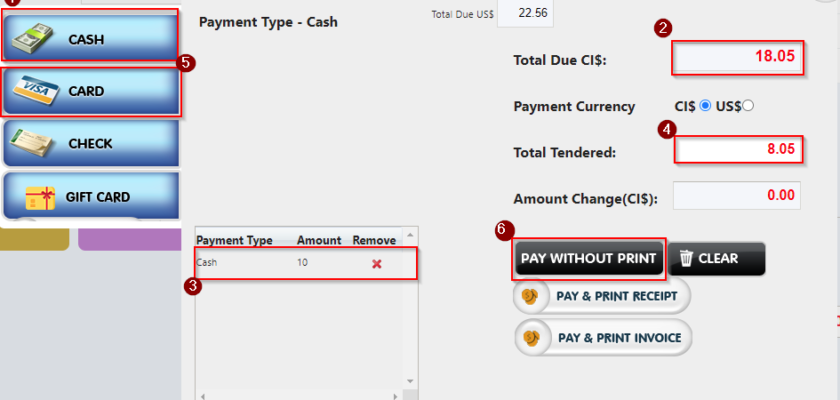 1
CASH
5
VISA
CARD
CHECK
GIFT CARD
Payment Type - Cash
Total Due US$ 22.56
2
Total Due CI$: 18.05
Payment Currency CI$ US$
4
Total Tendered: 8.05
Amount Change(CI$): 0.00
Payment Type Amount Remove
Cash 10
3
6
PAY WITHOUT PRINT CLEAR
PAY & PRINT RECEIPT
PAY & PRINT INVOICE